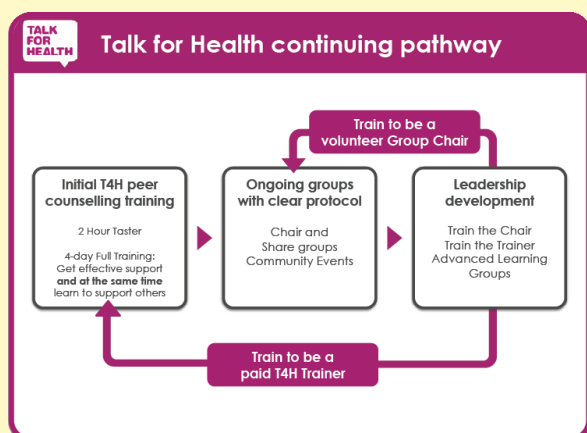 TALK
FOR
HEALTH
Talk for Health continuing pathway
Train to be a
volunteer Group Chair
Initial T4H peer
counselling training
2 Hour Taster
4-day Full Training:
Get effective support
and at the same time
learn to support others
Ongoing groups
with clear protocol
Chair and
Share groups
Community Events
Leadership
development
Train the Chair
Train the Trainer
Advanced Learning
Groups
Train to be a
paid T4H Trainer